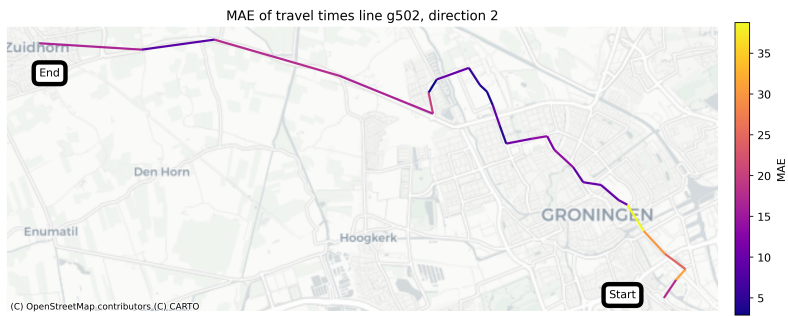 MAE of travel times line g502, direction 2
Zuidhorn
End
Den Horn
Enumatil
Hoogkerk
GRONINGEN
Start
(C) OpenStreetMap contributors (C) CARTO
35
30
25
20
15
10
5
MAE